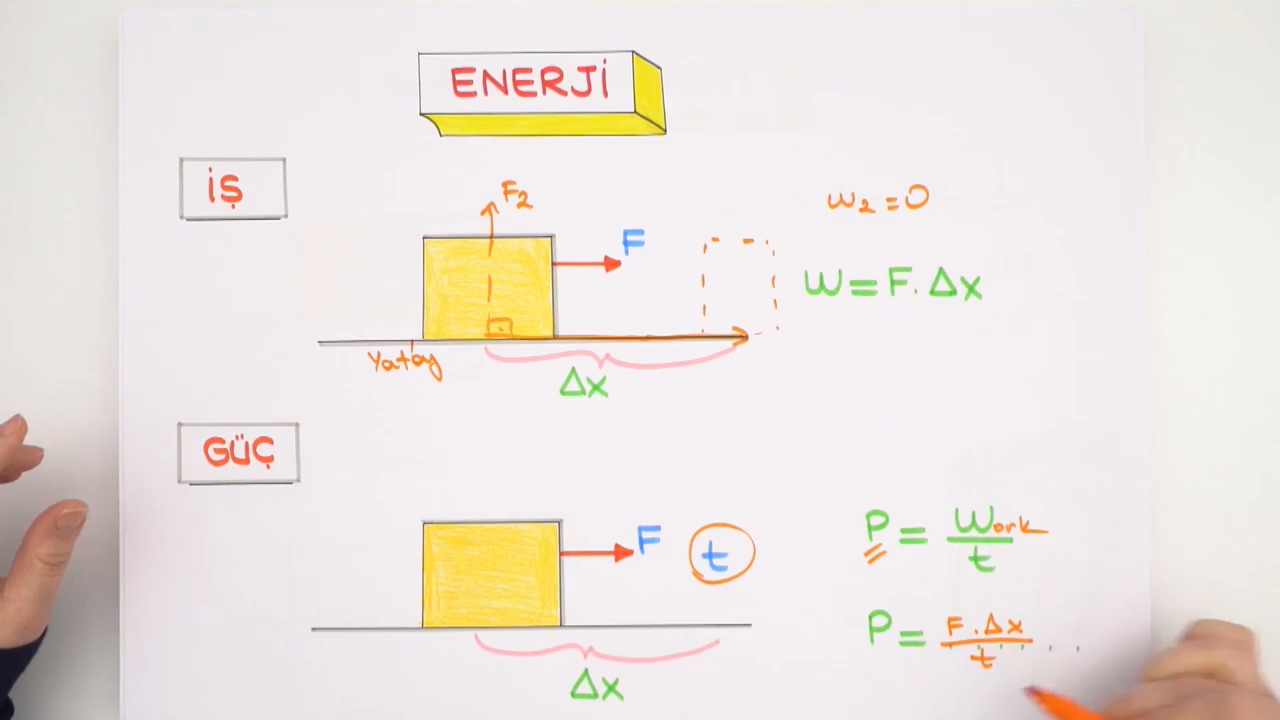 ENERJİ
İŞ
F2
W2 = 0
F
W = F. Δx
Yatay
Δx
GÜÇ
F
t
P = Work / t
P = F. Δx / t
Δx